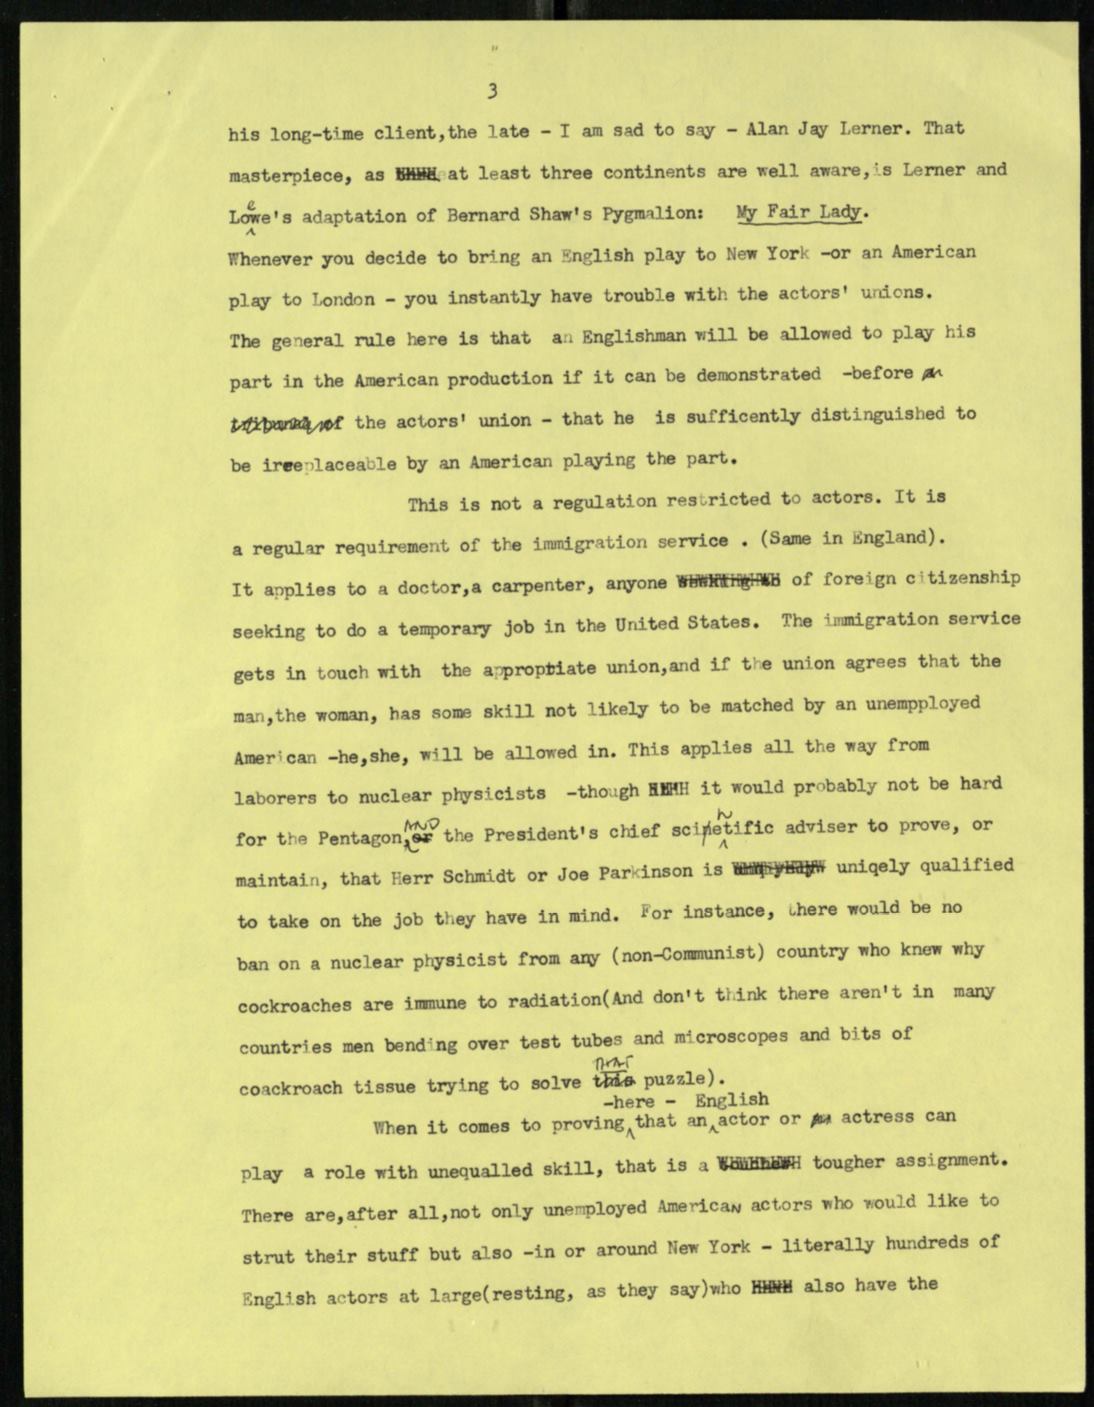 3
his long-time client,the late - I am sad to say - Alan Jay Lerner. That
masterpiece, as at least three continents are well aware,is Lerner and
Loewe's adaptation of Bernard Shaw's Pygmalion: My Fair Lady.
Whenever you decide to bring an English play to New York -or an American
play to London - you instantly have trouble with the actors' unions.
The general rule here is that an Englishman will be allowed to play his
part in the American production if it can be demonstrated -before
the actors' union - that he is sufficently distinguished to
be irreeplaceable by an American playing the part.
This is not a regulation restricted to actors. It is
a regular requirement of the immigration service . (Same in England).
It applies to a doctor,a carpenter, anyone of foreign citizenship
seeking to do a temporary job in the United States. The immigration service
gets in touch with the appropriate union,and if the union agrees that the
man,the woman, has some skill not likely to be matched by an unempployed
American -he,she, will be allowed in. This applies all the way from
laborers to nuclear physicists -though it would probably not be hard
for the Pentagon, AND the President's chief scientific adviser to prove, or
maintain, that Herr Schmidt or Joe Parkinson is uniqely qualified
to take on the job they have in mind. For instance, there would be no
ban on a nuclear physicist from any (non-Communist) country who knew why
cockroaches are immune to radiation(And don't think there aren't in many
countries men bending over test tubes and microscopes and bits of
coackroach tissue trying to solve that puzzle).
-here - English
When it comes to proving that an actor or actress can
play a role with unequalled skill, that is a tougher assignment.
There are,after all,not only unemployed American actors who would like to
strut their stuff but also -in or around New York - literally hundreds of
English actors at large(resting, as they say)who also have the